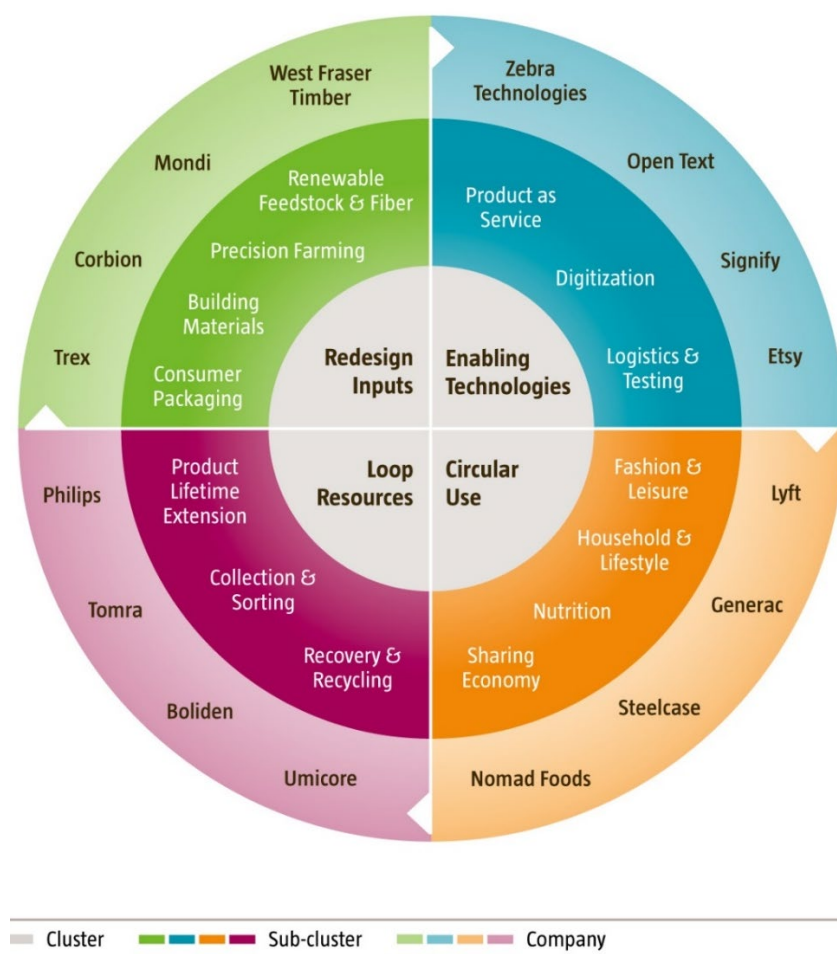 West Fraser
Timber
Mondi
Corbion
Trex
Renewable
Feedstock & Fiber
Precision Farming
Building
Materials
Consumer
Packaging
Redesign
Inputs
Zebra
Technologies
Open Text
Signify
Etsy
Product as
Service
Digitization
Logistics &
Testing
Enabling
Technologies
Philips
Tomra
Boliden
Umicore
Product
Lifetime
Extension
Collection &
Sorting
Recovery &
Recycling
Loop
Resources
Circular
Use
Fashion &
Leisure
Household &
Lifestyle
Nutrition
Sharing
Economy
Lyft
Generac
Steelcase
Nomad Foods
Cluster
Sub-cluster
Company